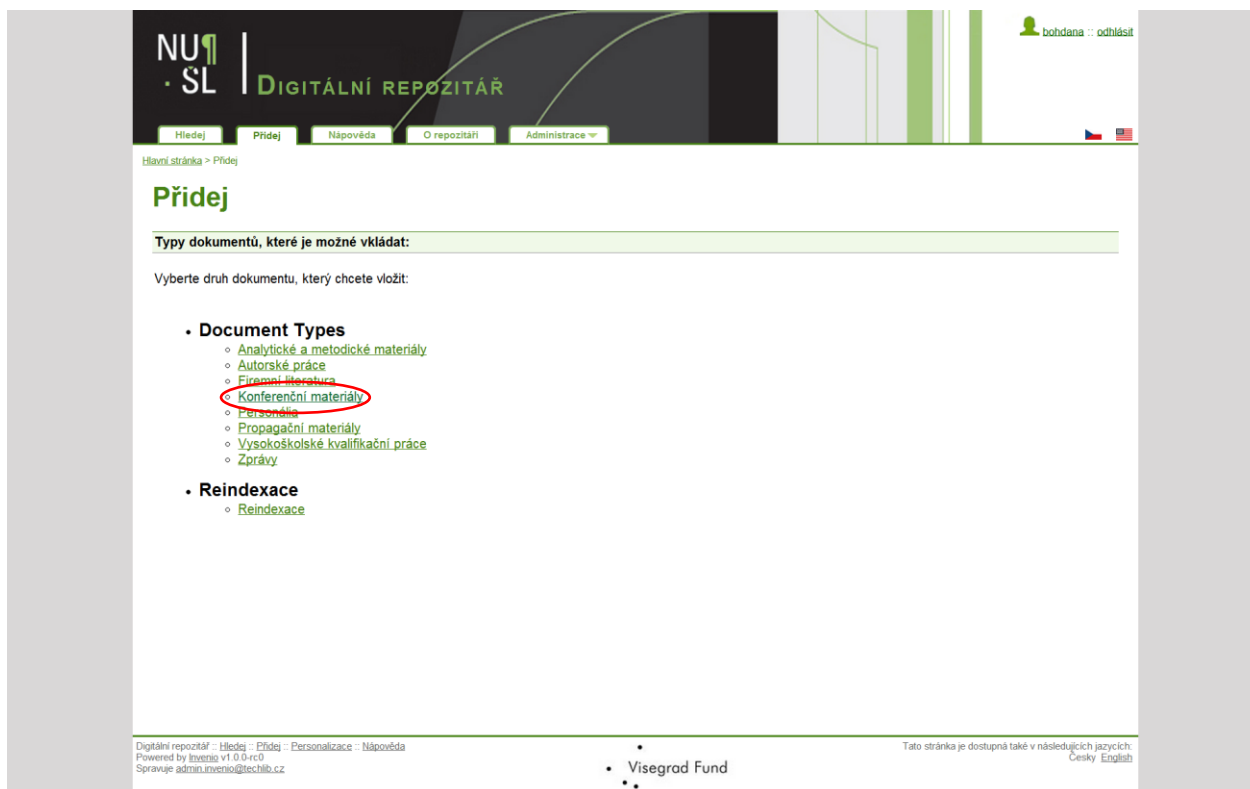 NU¶
· ŠL
DIGITÁLNÍ REPOZITÁŘ
bohdana :: odhlásit
Hledej Přidej Nápověda O repozitáři Administrace
Hlavní stránka > Přidej
Přidej
Typy dokumentů, které je možné vkládat:
Vyberte druh dokumentu, který chcete vložit:
• Document Types
◦ Analytické a metodické materiály
◦ Autorské práce
◦ Firemní literatura
◦ Konferenční materiály
◦ Personália
◦ Propagační materiály
◦ Vysokoškolské kvalifikační práce
◦ Zprávy
• Reindexace
◦ Reindexace
Digitální repozitář :: Hledej :: Přidej :: Personalizace :: Nápověda
Powered by Invenio v1.0.0-rc0
Spravuje admin.invenio@techlib.cz
Visegrad Fund
Tato stránka je dostupná také v následujících jazycích:
Česky English